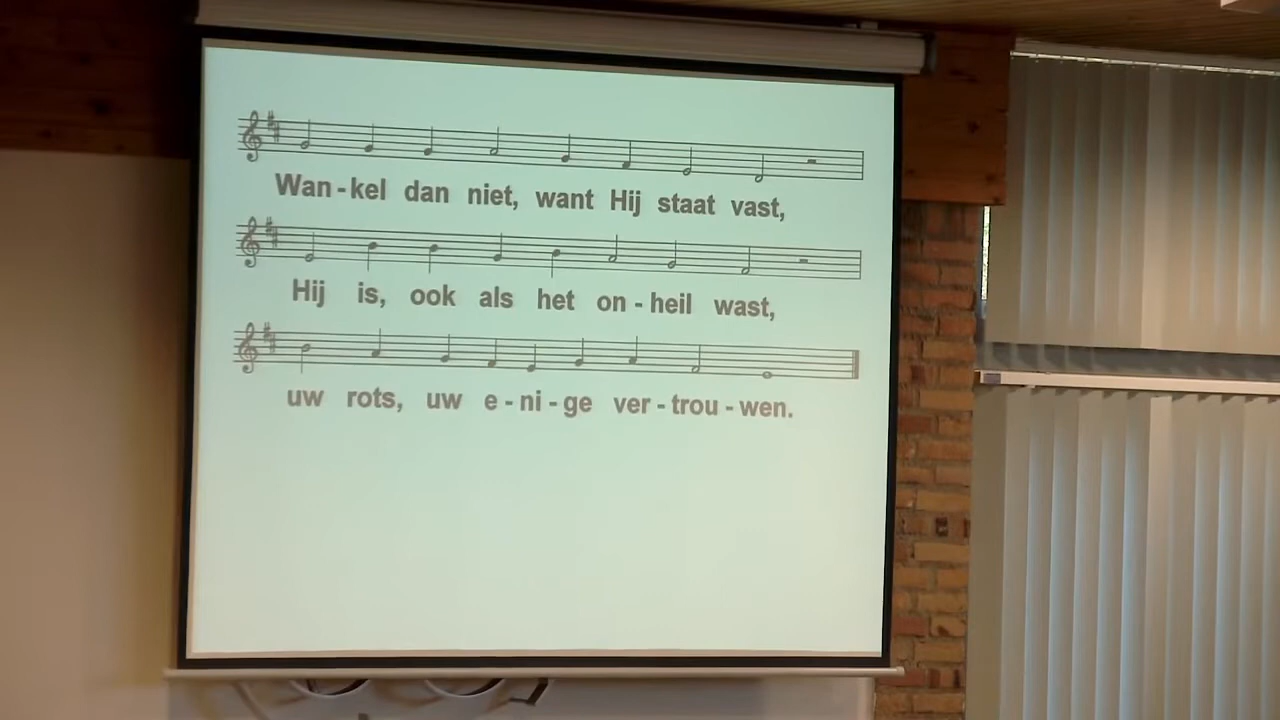 Wan - kel dan niet, want Hij staat vast,
Hij is, ook als het on - heil wast,
uw rots, uw e - ni - ge ver - trou - wen.